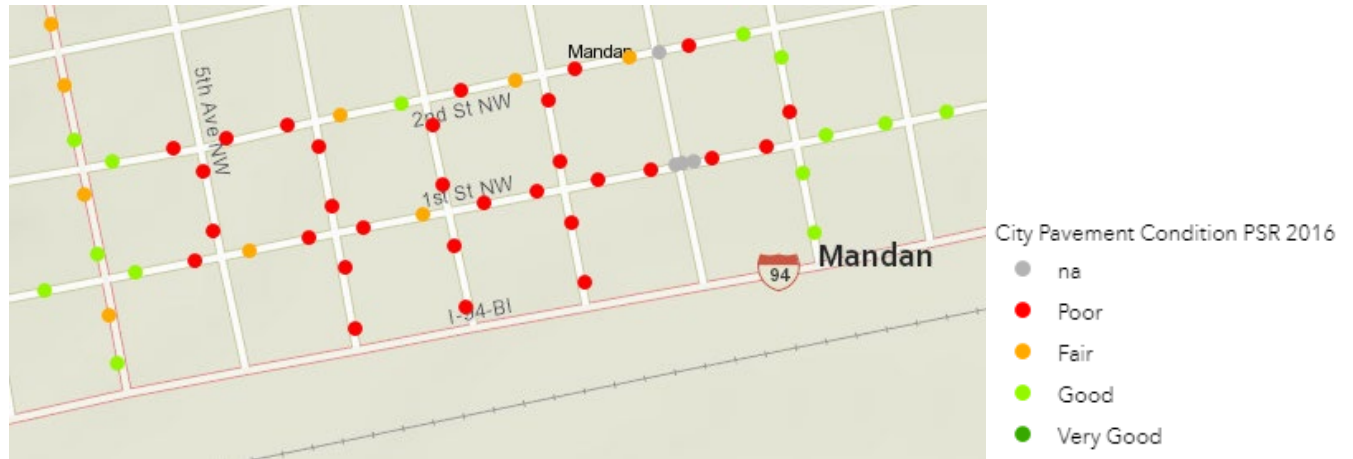 Mandan
5th Ave NW
2nd St NW
1st St NW
94
Mandan
I-94-Bl
City Pavement Condition PSR 2016
na
Poor
Fair
Good
Very Good